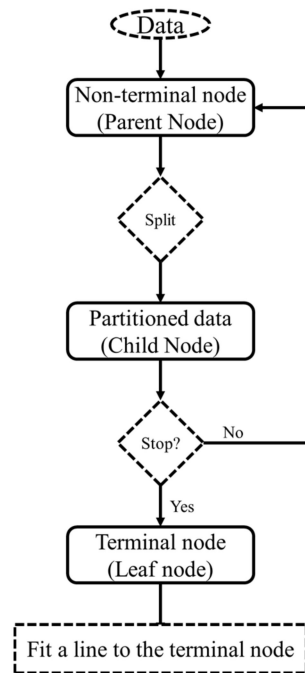 Data
Non-terminal node
(Parent Node)
Split
Partitioned data
(Child Node)
Stop?
No
Yes
Terminal node
(Leaf node)
Fit a line to the terminal node